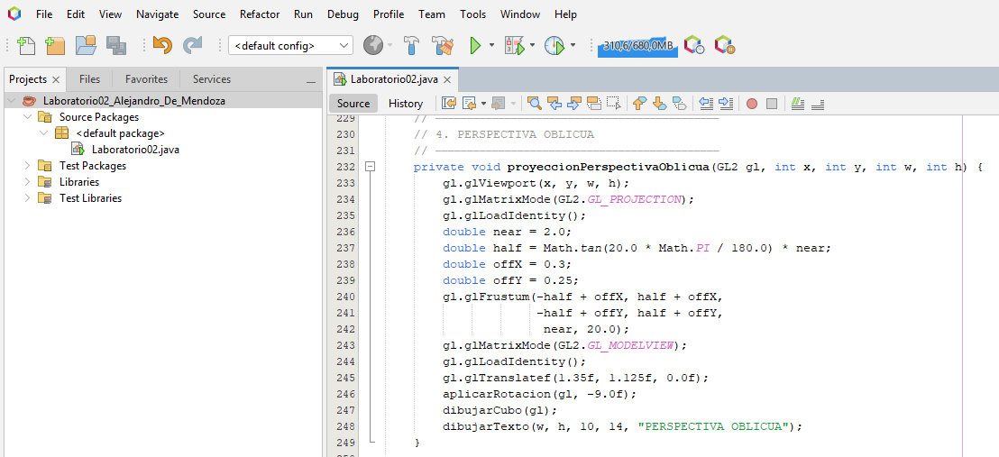 File Edit View Navigate Source Refactor Run Debug Profile Team Tools Window Help
<default config> 310,6/680,0MB
Projects Files Favorites Services
Laboratorio02_Alejandro_De_Mendoza
Source Packages
<default package>
Laboratorio02.java
Test Packages
Libraries
Test Libraries
Laboratorio02.java
Source History
229 // ──────────────────────────────────────────
230 // 4. PERSPECTIVA OBLICUA
231 // ──────────────────────────────────────────
232 private void proyeccionPerspectivaOblicua(GL2 gl, int x, int y, int w, int h) {
233 gl.glViewport(x, y, w, h);
234 gl.glMatrixMode(GL2.GL_PROJECTION);
235 gl.glLoadIdentity();
236 double near = 2.0;
237 double half = Math.tan(20.0 * Math.PI / 180.0) * near;
238 double offX = 0.3;
239 double offY = 0.25;
240 gl.glFrustum(-half + offX, half + offX,
241 -half + offY, half + offY,
242 near, 20.0);
243 gl.glMatrixMode(GL2.GL_MODELVIEW);
244 gl.glLoadIdentity();
245 gl.glTranslatef(1.35f, 1.125f, 0.0f);
246 aplicarRotacion(gl, -9.0f);
247 dibujarCubo(gl);
248 dibujarTexto(w, h, 10, 14, "PERSPECTIVA OBLICUA");
249 }